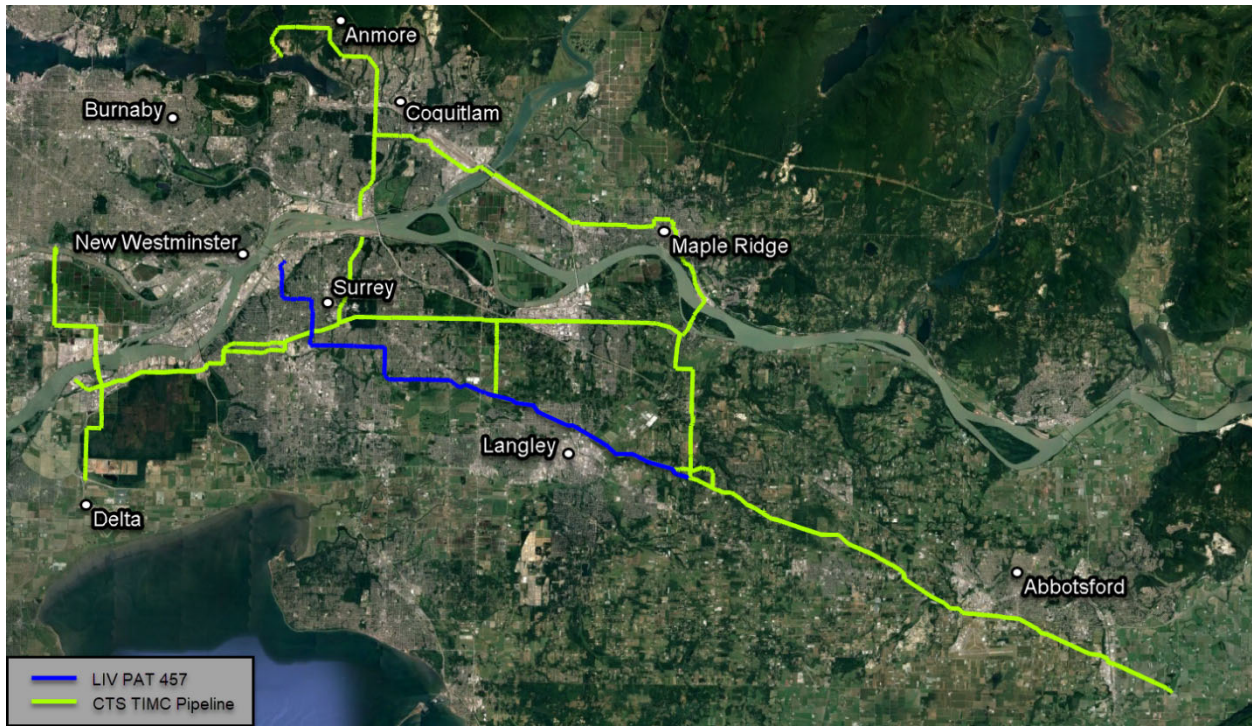 Anmore
Burnaby
Coquitlam
New Westminster
Maple Ridge
Surrey
Langley
Delta
Abbotsford
LIV PAT 457
CTS TIMC Pipeline